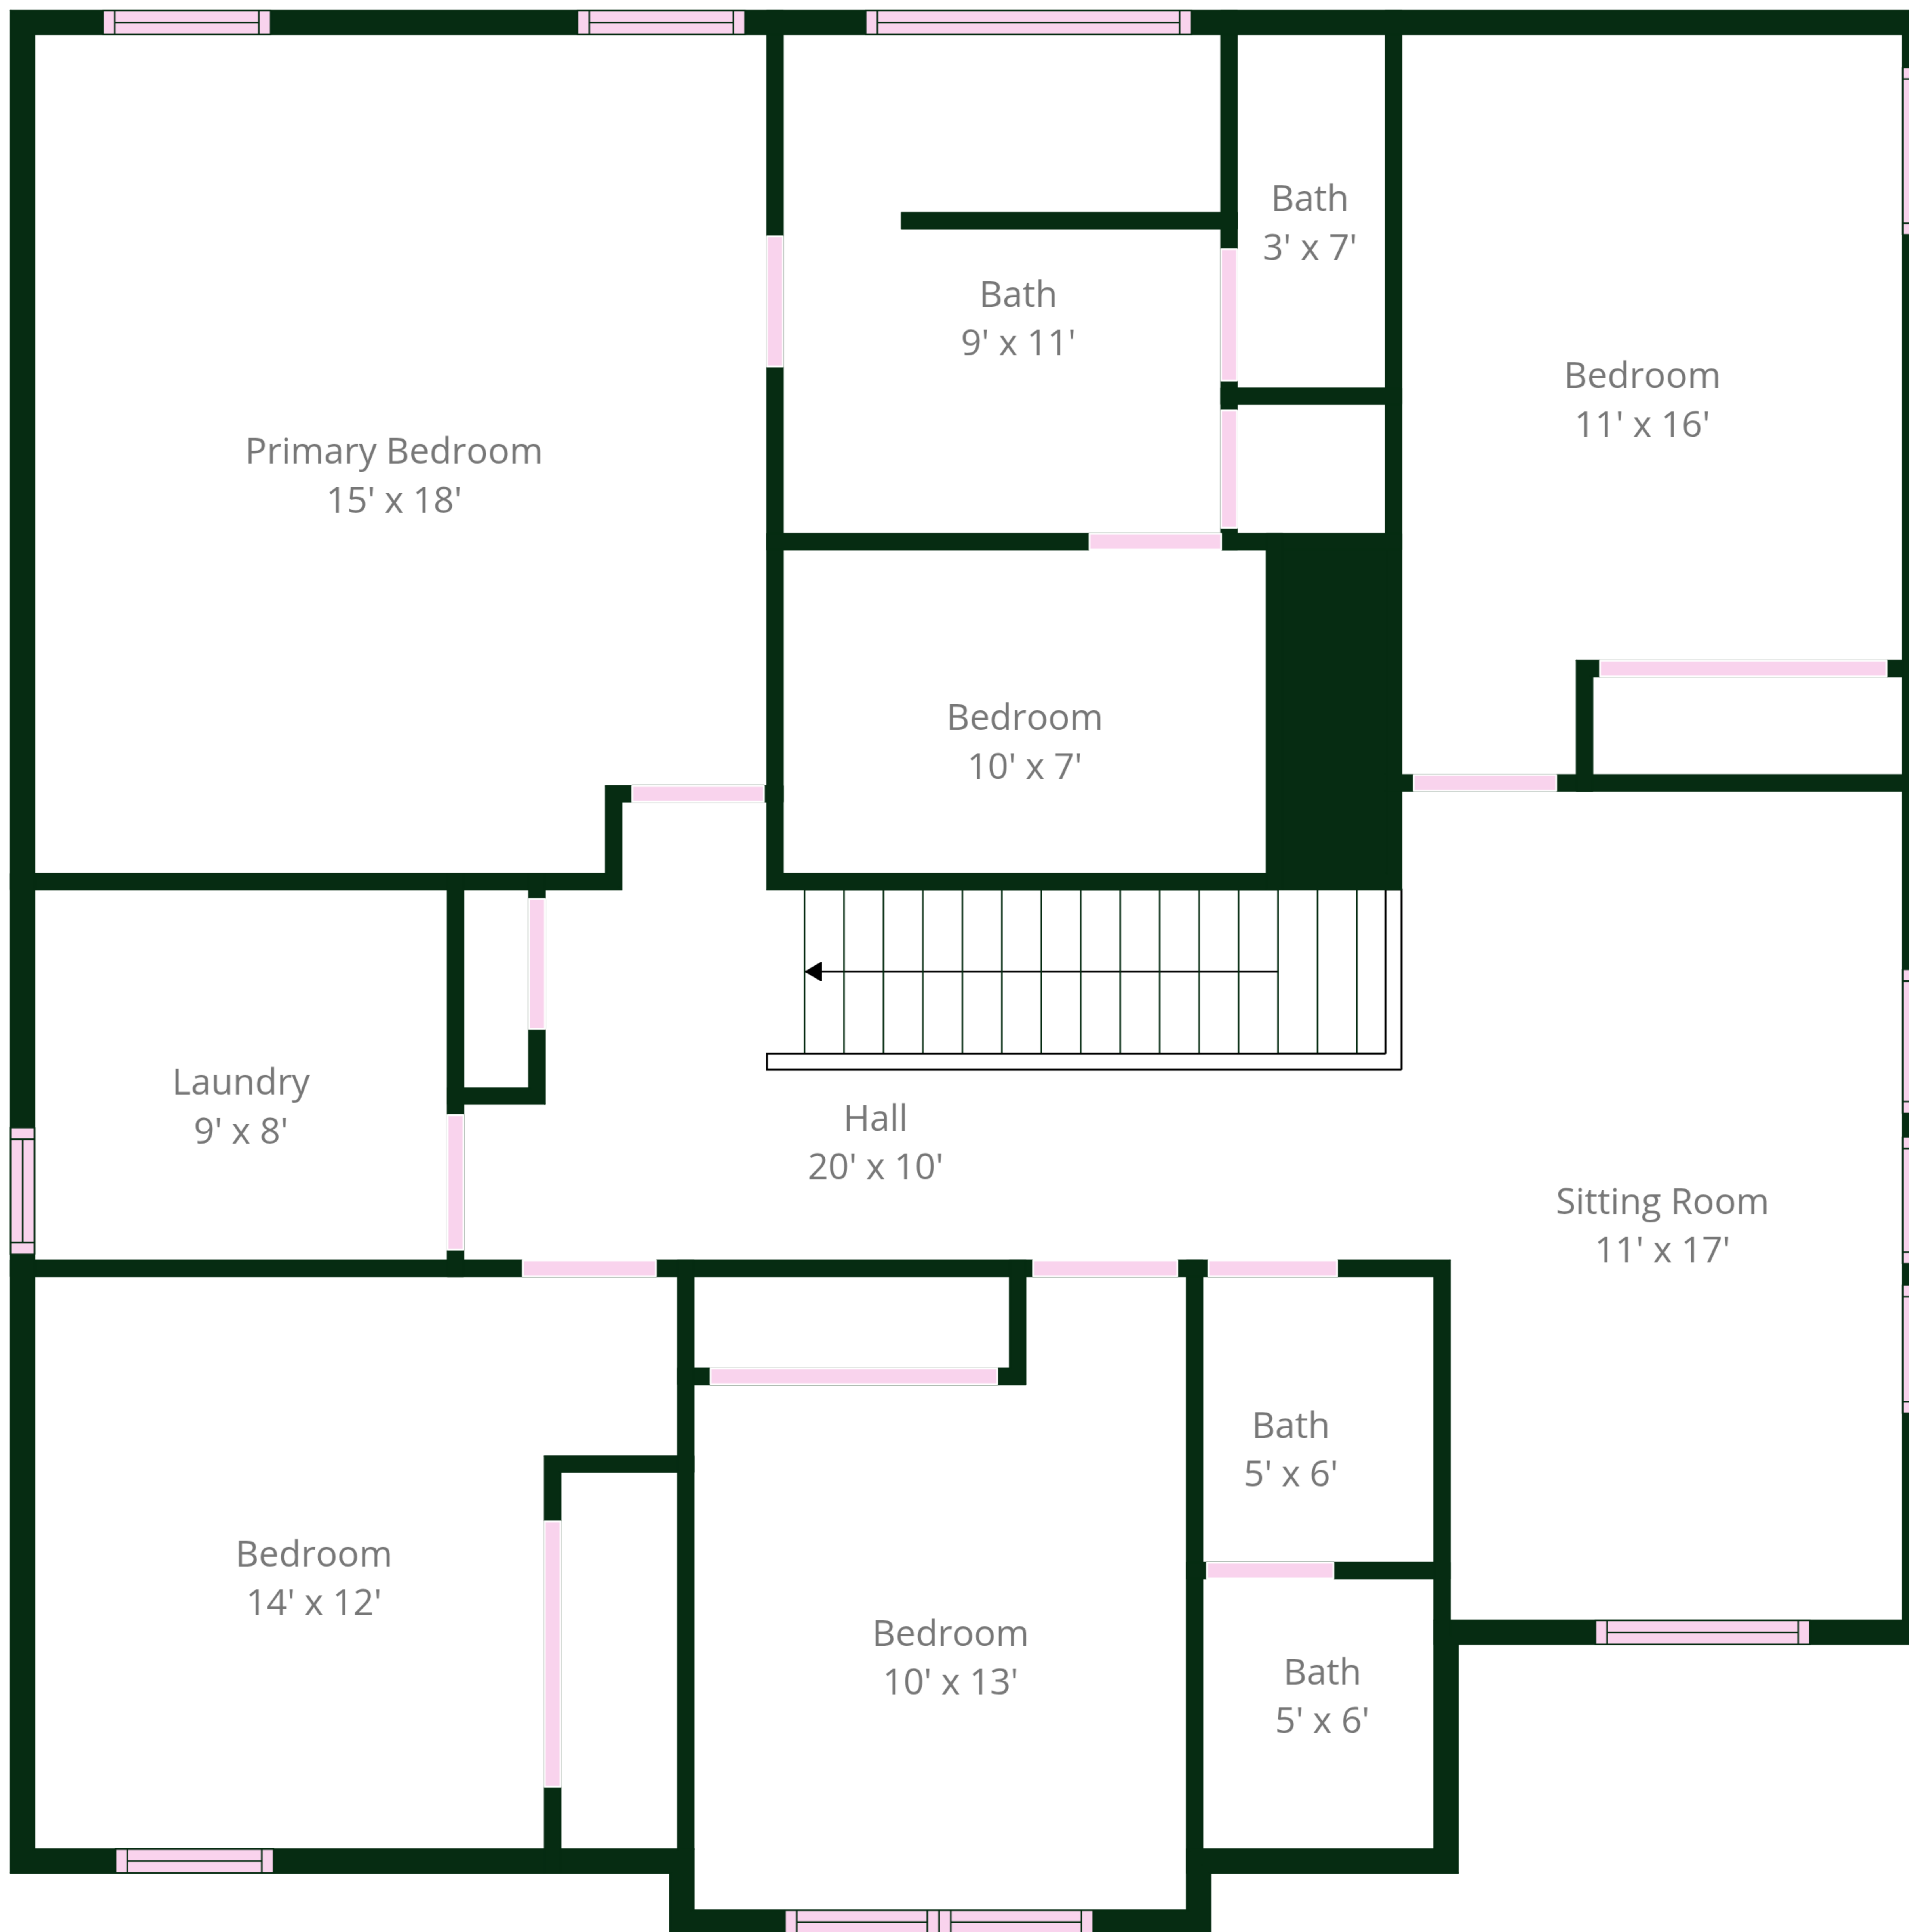 Bath
3' x 7'
Bath
9' x 11'
Bedroom
11' x 16'
Primary Bedroom
15' x 18'
Bedroom
10' x 7'
Laundry
9' x 8'
Hall
20' x 10'
Sitting Room
11' x 17'
Bath
5' x 6'
Bedroom
14' x 12'
Bedroom
10' x 13'
Bath
5' x 6'